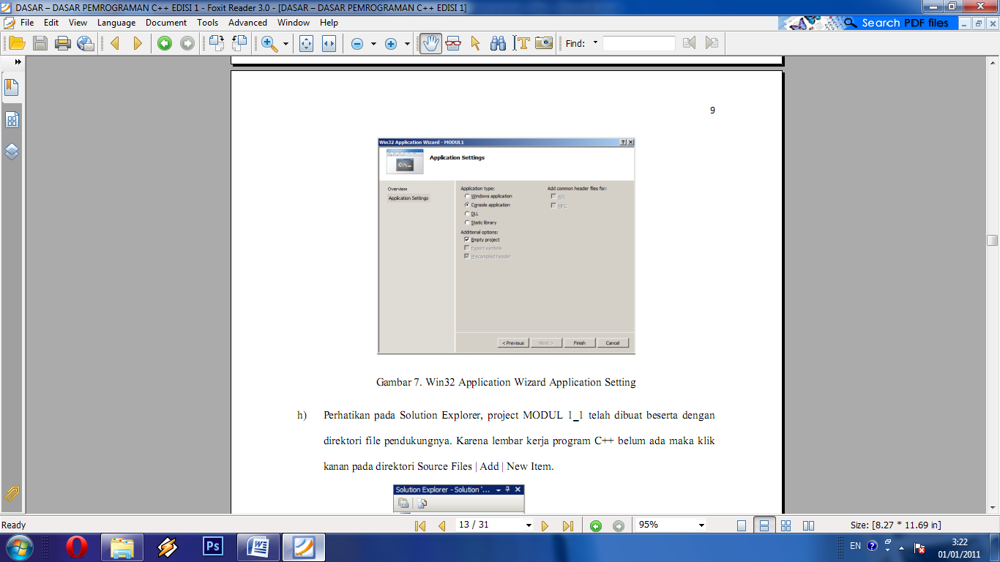 DASAR – DASAR PEMROGRAMAN C++ EDISI 1 - Foxit Reader 3.0 - [DASAR – DASAR PEMROGRAMAN C++ EDISI 1]
File Edit View Language Document Tools Advanced Window Help
Search PDF files
Find:
9
Win32 Application Wizard - MODUL1
C:\._
Application Settings
Overview
Application Settings
Application type:
Windows application
Console application
DLL
Static library
Additional options:
Empty project
Export symbols
Precompiled header
Add common header files for:
ATL
MFC
< Previous
Next >
Finish
Cancel
Gambar 7. Win32 Application Wizard Application Setting
h) Perhatikan pada Solution Explorer, project MODUL 1_1 telah dibuat beserta dengan
direktori file pendukungnya. Karena lembar kerja program C++ belum ada maka klik
kanan pada direktori Source Files | Add | New Item.
Solution Explorer - Solution '...
Ready
13 / 31
95%
Size: [8.27 * 11.69 in]
Ps
W
EN
3:22
01/01/2011